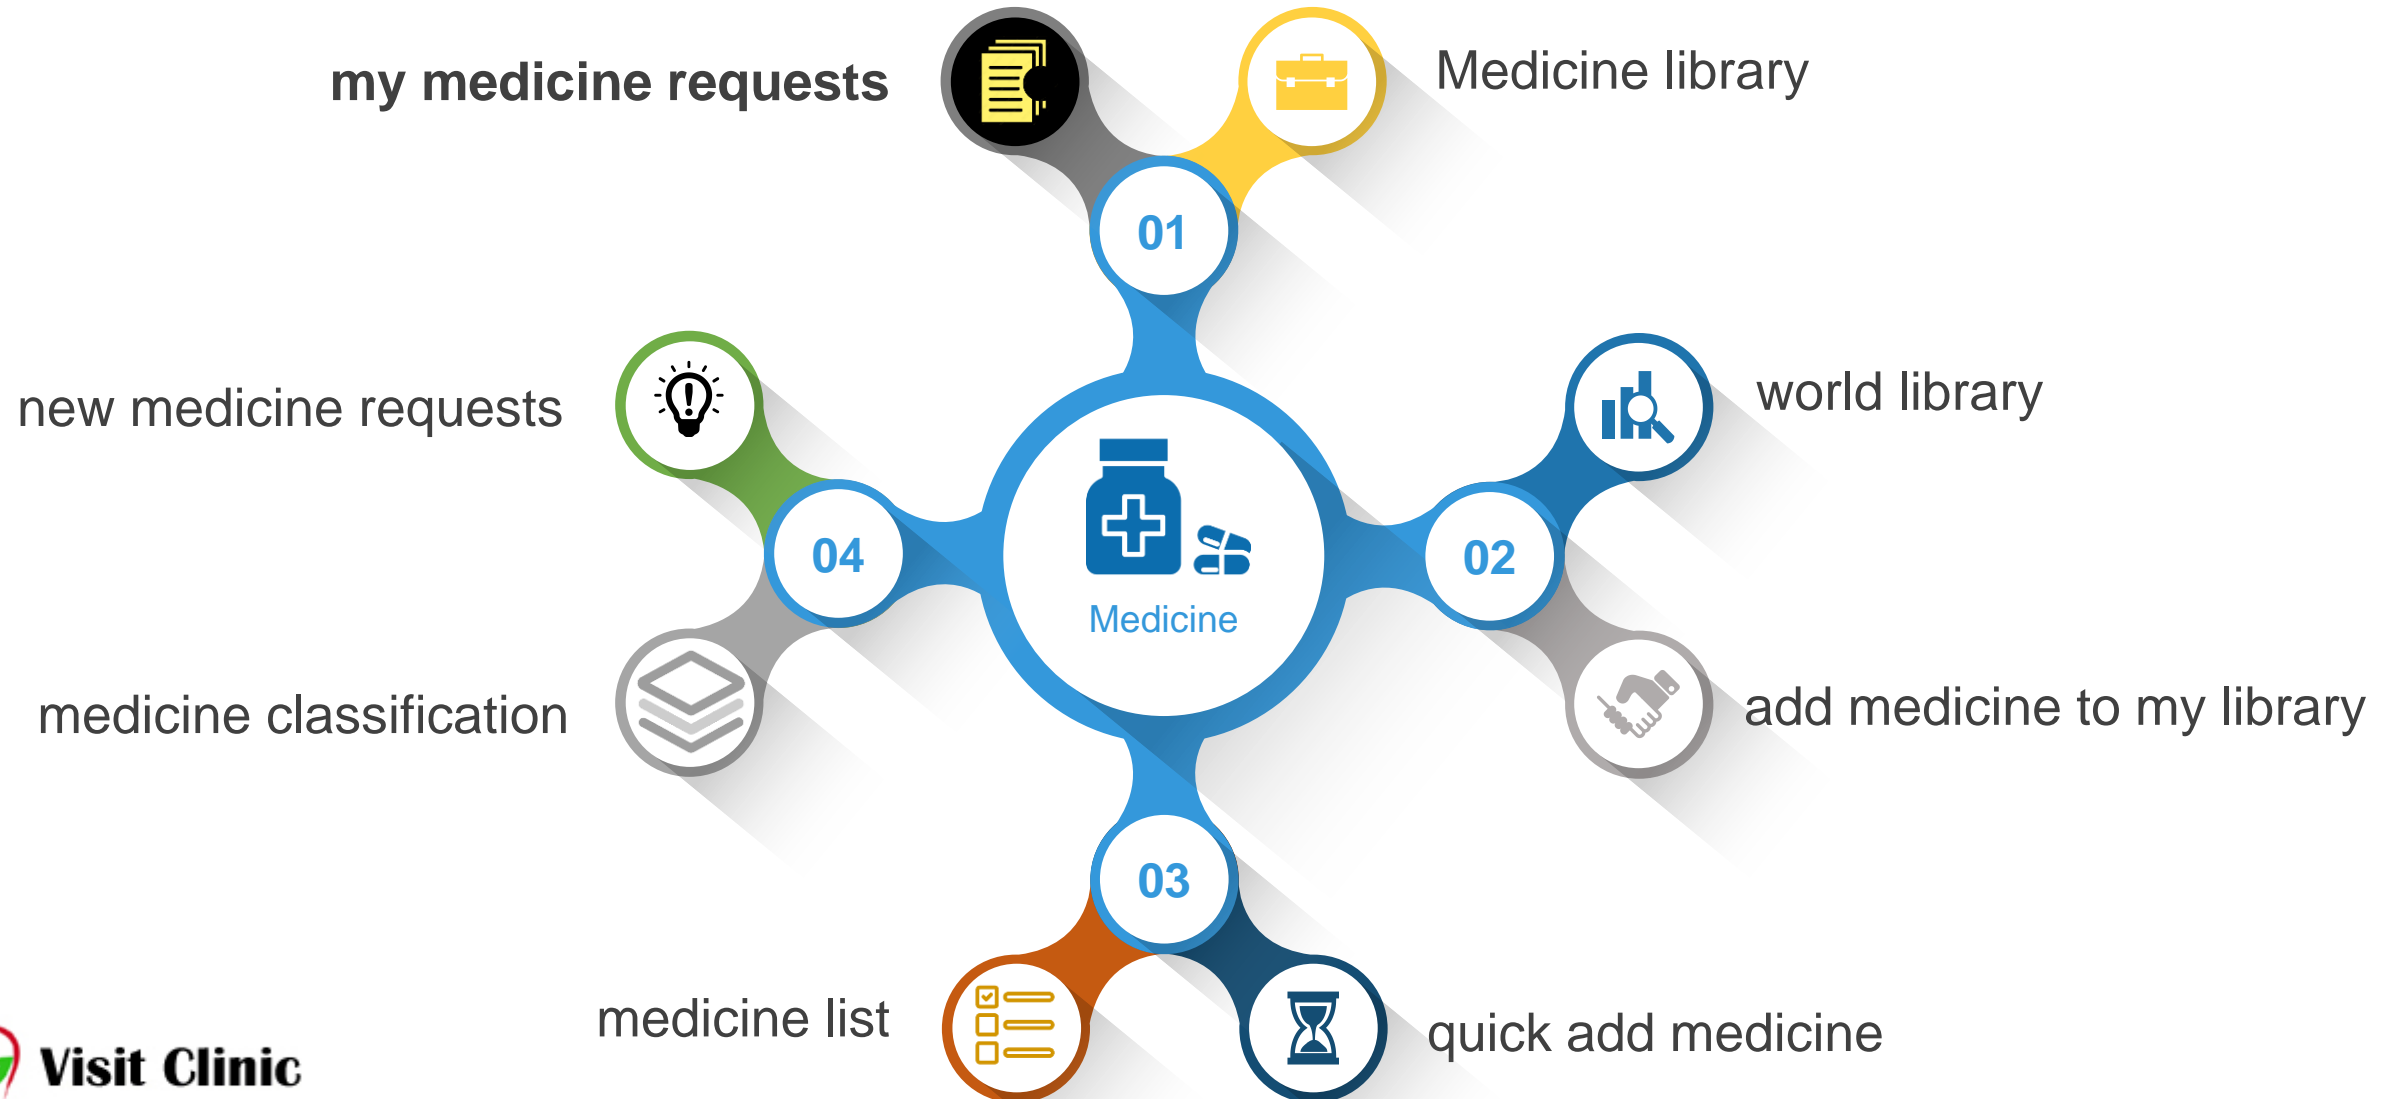 my medicine requests
Medicine library
01
new medicine requests
world library
04
02
Medicine
medicine classification
add medicine to my library
03
medicine list
quick add medicine
Visit Clinic